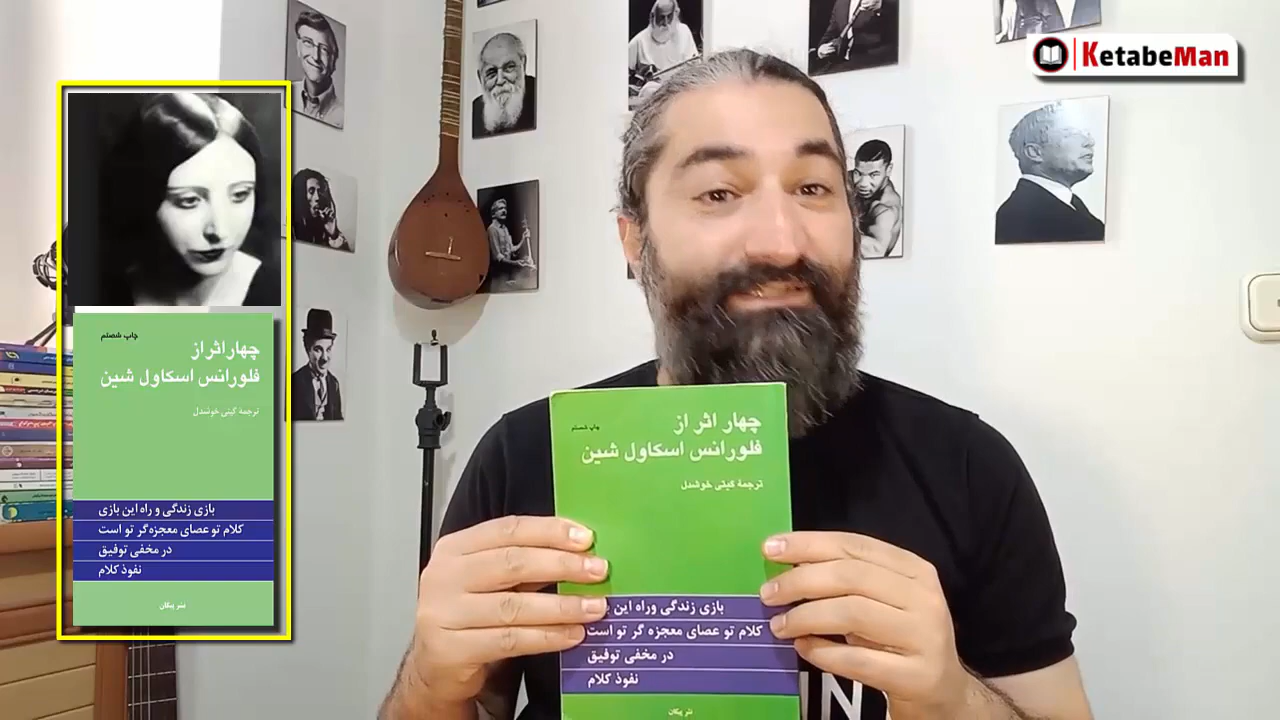 KetabeMan
چاپ شصتم
چهار اثر از
فلورانس اسکاول شین
ترجمهٔ گیتی خوشدل
بازی زندگی و راه این بازی
کلام تو عصای معجزه‌گر تو است
در مخفی توفیق
نفوذ کلام
نشر پیکان
چهار اثر از
چاپ شصتم
فلورانس اسکاول شین
ترجمهٔ گیتی خوشدل
بازی زندگی وراه این
کلام تو عصای معجزه گر تو است
در مخفی توفیق
نفوذ کلام
نشر پیکان
IN